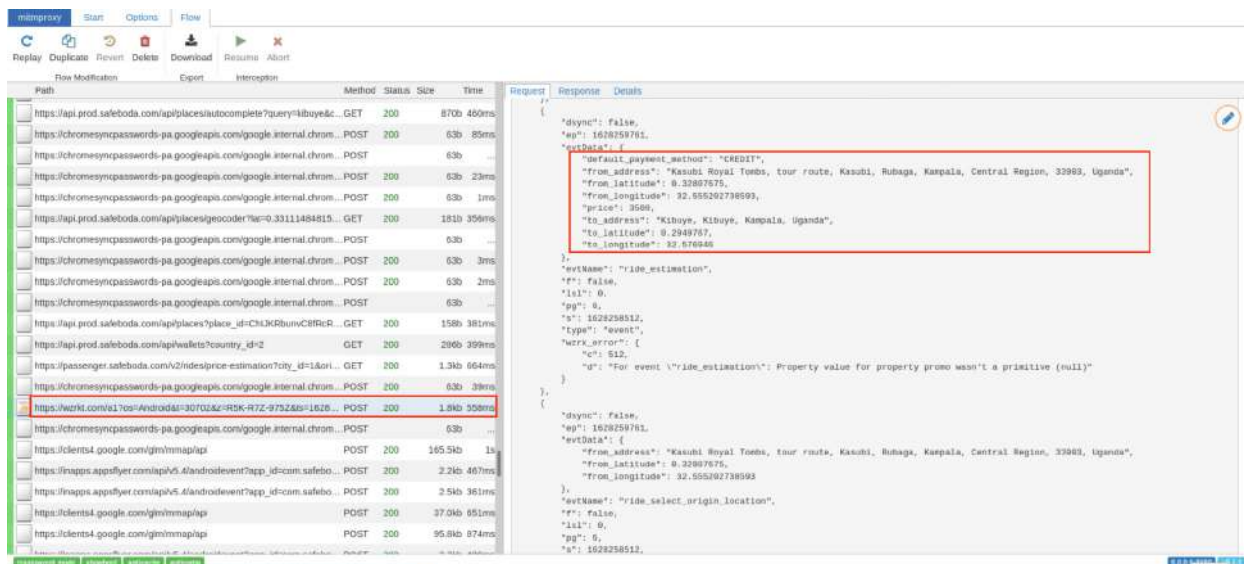 mitmproxy Start Options Flow
Replay Duplicate Revert Delete Download Resume Abort
Flow Modification Export Interception
Path Method Status Size Time
https://api.prod.safeboda.com/api/places/autocomplete?query=kibuye&c... GET 200 870b 460ms
https://chromesyncpasswords-pa.googleapis.com/google.internal.chrom... POST 200 63b 85ms
https://chromesyncpasswords-pa.googleapis.com/google.internal.chrom... POST 63b ...
https://chromesyncpasswords-pa.googleapis.com/google.internal.chrom... POST 200 63b 23ms
https://chromesyncpasswords-pa.googleapis.com/google.internal.chrom... POST 200 63b 1ms
https://api.prod.safeboda.com/api/places/geocoder?lat=0.33111484815... GET 200 181b 356ms
https://chromesyncpasswords-pa.googleapis.com/google.internal.chrom... POST 63b ...
https://chromesyncpasswords-pa.googleapis.com/google.internal.chrom... POST 200 63b 3ms
https://chromesyncpasswords-pa.googleapis.com/google.internal.chrom... POST 200 63b 2ms
https://chromesyncpasswords-pa.googleapis.com/google.internal.chrom... POST 63b ...
https://api.prod.safeboda.com/api/places?place_id=ChIJKRbunvC8fRcR... GET 200 158b 381ms
https://api.prod.safeboda.com/api/wallets?country_id=2 GET 200 286b 399ms
https://passenger.safeboda.com/v2/rides/price-estimation?city_id=1&ori... GET 200 1.3kb 664ms
https://chromesyncpasswords-pa.googleapis.com/google.internal.chrom... POST 200 63b 39ms
https://wzrkt.com/a1?os=Android&t=30702&z=R5K-R7Z-975Z&ts=1628... POST 200 1.8kb 558ms
https://chromesyncpasswords-pa.googleapis.com/google.internal.chrom... POST 63b ...
https://clients4.google.com/glm/mmap/api POST 200 165.5kb 1s
https://inapps.appsflyer.com/api/v5.4/androidevent?app_id=com.safebo... POST 200 2.2kb 467ms
https://inapps.appsflyer.com/api/v5.4/androidevent?app_id=com.safebo... POST 200 2.5kb 361ms
https://clients4.google.com/glm/mmap/api POST 200 37.0kb 651ms
https://clients4.google.com/glm/mmap/api POST 200 95.8kb 974ms
Request Response Details
},
{
"dsync": false,
"ep": 1628259761,
"evtData": {
"default_payment_method": "CREDIT",
"from_address": "Kasubi Royal Tombs, tour route, Kasubi, Rubaga, Kampala, Central Region, 33903, Uganda",
"from_latitude": 0.32807675,
"from_longitude": 32.555202738593,
"price": 3500,
"to_address": "Kibuye, Kibuye, Kampala, Uganda",
"to_latitude": 0.2949767,
"to_longitude": 32.576946
},
"evtName": "ride_estimation",
"f": false,
"lsl": 0,
"pg": 6,
"s": 1628258512,
"type": "event",
"wzrk_error": {
"c": 512,
"d": "For event \"ride_estimation\": Property value for property promo wasn't a primitive (null)"
}
},
{
"dsync": false,
"ep": 1628259761,
"evtData": {
"from_address": "Kasubi Royal Tombs, tour route, Kasubi, Rubaga, Kampala, Central Region, 33903, Uganda",
"from_latitude": 0.32807675,
"from_longitude": 32.555202738593
},
"evtName": "ride_select_origin_location",
"f": false,
"lsl": 0,
"pg": 6,
"s": 1628258512,